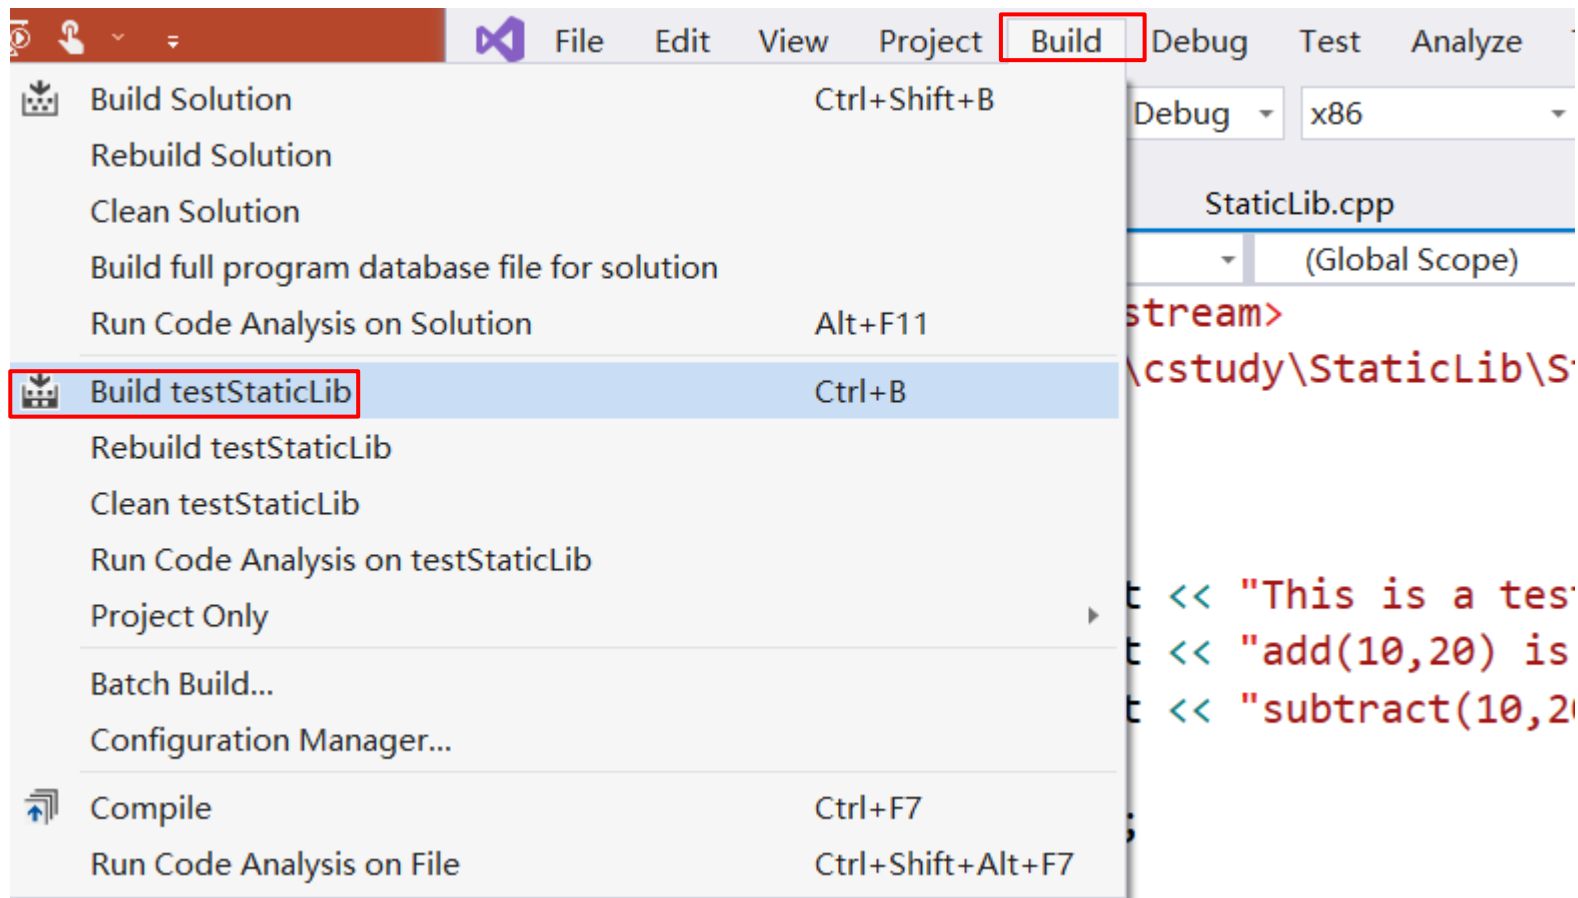 File Edit View Project Build Debug Test Analyze
Build Solution Ctrl+Shift+B
Debug x86
Rebuild Solution
Clean Solution
StaticLib.cpp
Build full program database file for solution
(Global Scope)
Run Code Analysis on Solution Alt+F11
stream>
Build testStaticLib Ctrl+B
\cstudy\StaticLib\S
Rebuild testStaticLib
Clean testStaticLib
Run Code Analysis on testStaticLib
t << "This is a tes
Project Only
t << "add(10,20) is
Batch Build...
t << "subtract(10,2
Configuration Manager...
Compile Ctrl+F7
;
Run Code Analysis on File Ctrl+Shift+Alt+F7